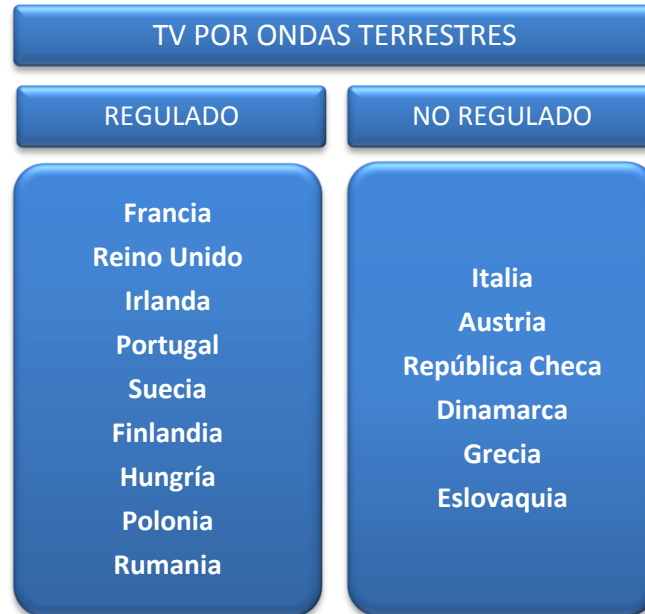 TV POR ONDAS TERRESTRES
REGULADO
NO REGULADO
Francia
Reino Unido
Irlanda
Portugal
Suecia
Finlandia
Hungría
Polonia
Rumania
Italia
Austria
República Checa
Dinamarca
Grecia
Eslovaquia